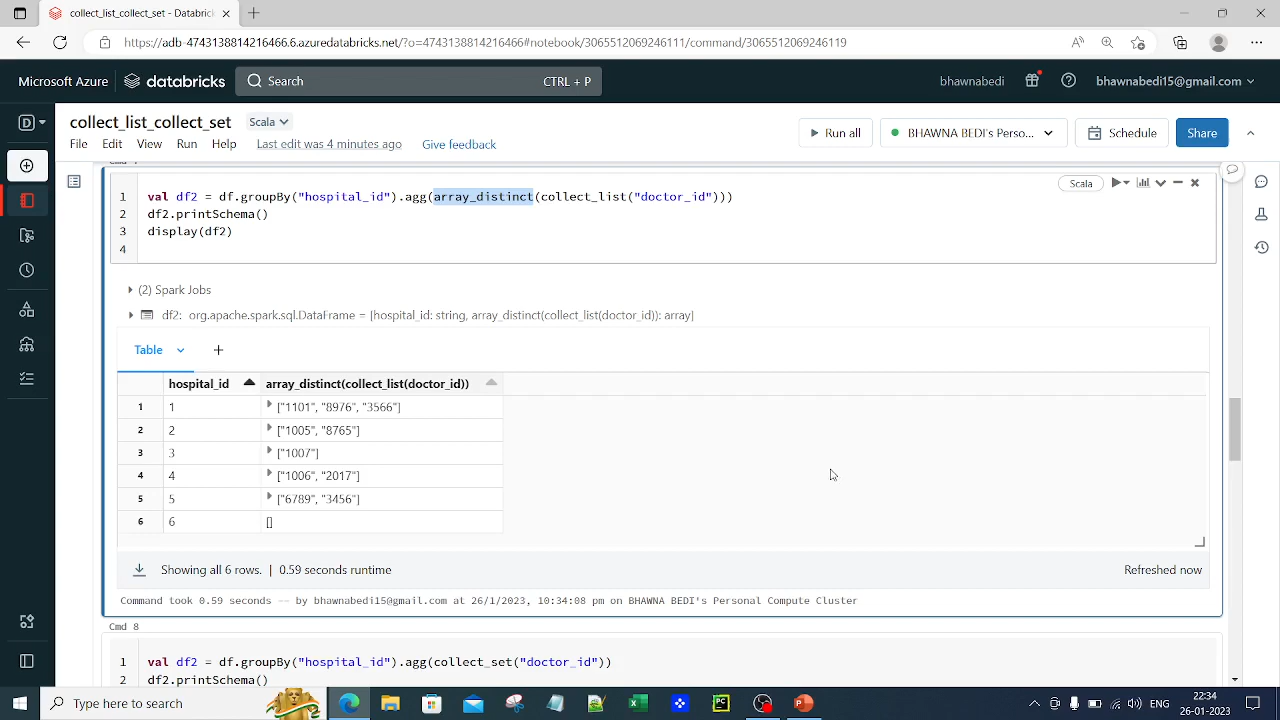 collect_list_collect_set - Databric
https://adb-4743138814216466.6.azuredatabricks.net/?o=4743138814216466#notebook/3065512069246111/command/3065512069246119
Microsoft Azure databricks Search CTRL + P bhawnabedi bhawnabedi15@gmail.com
D
collect_list_collect_set Scala Run all BHAWNA BEDI's Perso... Schedule Share
File Edit View Run Help Last edit was 4 minutes ago Give feedback
Scala
1 val df2 = df.groupBy("hospital_id").agg(array_distinct(collect_list("doctor_id")))
2 df2.printSchema()
3 display(df2)
4
(2) Spark Jobs
df2: org.apache.spark.sql.DataFrame = [hospital_id: string, array_distinct(collect_list(doctor_id)): array]
Table +
hospital_id array_distinct(collect_list(doctor_id))
1 1 ["1101", "8976", "3566"]
2 2 ["1005", "8765"]
3 3 ["1007"]
4 4 ["1006", "2017"]
5 5 ["6789", "3456"]
6 6 []
Showing all 6 rows. | 0.59 seconds runtime Refreshed now
Command took 0.59 seconds -- by bhawnabedi15@gmail.com at 26/1/2023, 10:34:08 pm on BHAWNA BEDI's Personal Compute Cluster
Cmd 8
1 val df2 = df.groupBy("hospital_id").agg(collect_set("doctor_id"))
2 df2.printSchema()
Type here to search ENG 22:34
26-01-2023